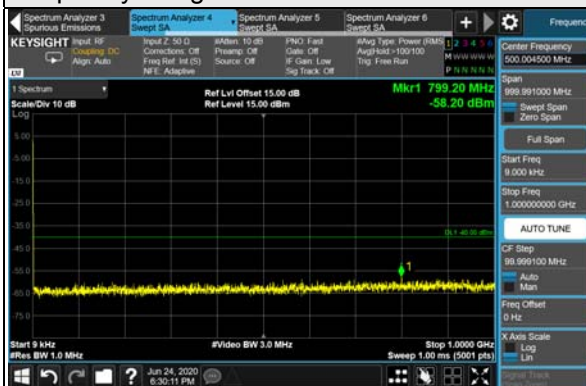 Spectrum Analyzer 3
Spurious Emissions
Spectrum Analyzer 4
Swept SA
Spectrum Analyzer 5
Swept SA
Spectrum Analyzer 6
Swept SA
Frequenc
KEYSIGHT
Input: RF
Coupling: DC
Align: Auto
Input Z: 50 Ω
Corrections: Off
Freq Ref: Int (S)
NFE: Adaptive
#Atten: 10 dB
Preamp: Off
Source: Off
PNO: Fast
Gate: Off
IF Gain: Low
Sig Track: Off
#Avg Type: Power (RMS
Avg|Hold:>100/100
Trig: Free Run
1 2 3 4 5 6
M W W W W W
P N N N N N
LXI
1 Spectrum
Scale/Div 10 dB
Log
Ref Lvl Offset 15.00 dB
Ref Level 15.00 dBm
Mkr1 799.20 MHz
-58.20 dBm
5.00
-5.00
-15.0
-25.0
-35.0
DL1 -40.00 dBm
-45.0
1
-55.0
-65.0
-75.0
Start 9 kHz
#Res BW 1.0 MHz
#Video BW 3.0 MHz
Stop 1.0000 GHz
Sweep 1.00 ms (5001 pts)
Jun 24, 2020
6:30:11 PM
Center Frequency
500.004500 MHz
Span
999.991000 MHz
Swept Span
Zero Span
Full Span
Start Freq
9.000 kHz
Stop Freq
1.000000000 GHz
AUTO TUNE
CF Step
99.999100 MHz
Auto
Man
Freq Offset
0 Hz
X Axis Scale
Log
Lin
Signal Track